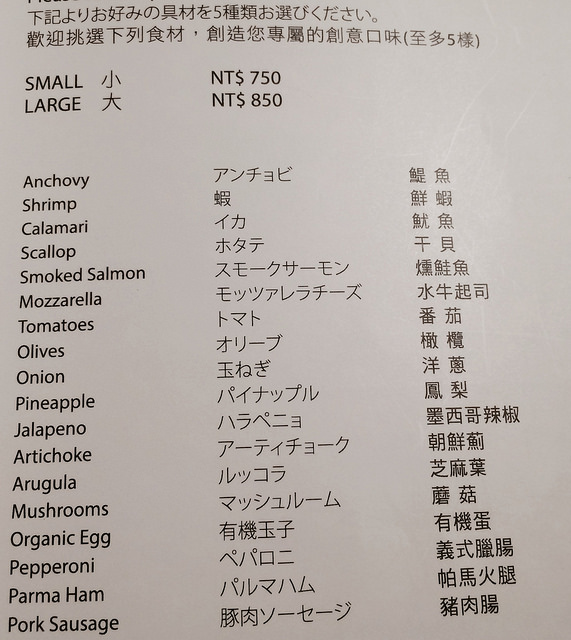 下記よりお好みの具材を5種類お選びください。
歡迎挑選下列食材，創造您專屬的創意口味(至多5樣)
SMALL 小 NT$ 750
LARGE 大 NT$ 850
Anchovy アンチョビ 鯷魚
Shrimp 蝦 鮮蝦
Calamari イカ 魷魚
Scallop ホタテ 干貝
Smoked Salmon スモークサーモン 燻鮭魚
Mozzarella モッツァレラチーズ 水牛起司
Tomatoes トマト 番茄
Olives オリーブ 橄欖
Onion 玉ねぎ 洋蔥
Pineapple パイナップル 鳳梨
Jalapeno ハラペニョ 墨西哥辣椒
Artichoke アーティチョーク 朝鮮薊
Arugula ルッコラ 芝麻葉
Mushrooms マッシュルーム 蘑菇
Organic Egg 有機玉子 有機蛋
Pepperoni ペパロニ 義式臘腸
Parma Ham パルマハム 帕馬火腿
Pork Sausage 豚肉ソーセージ 豬肉腸